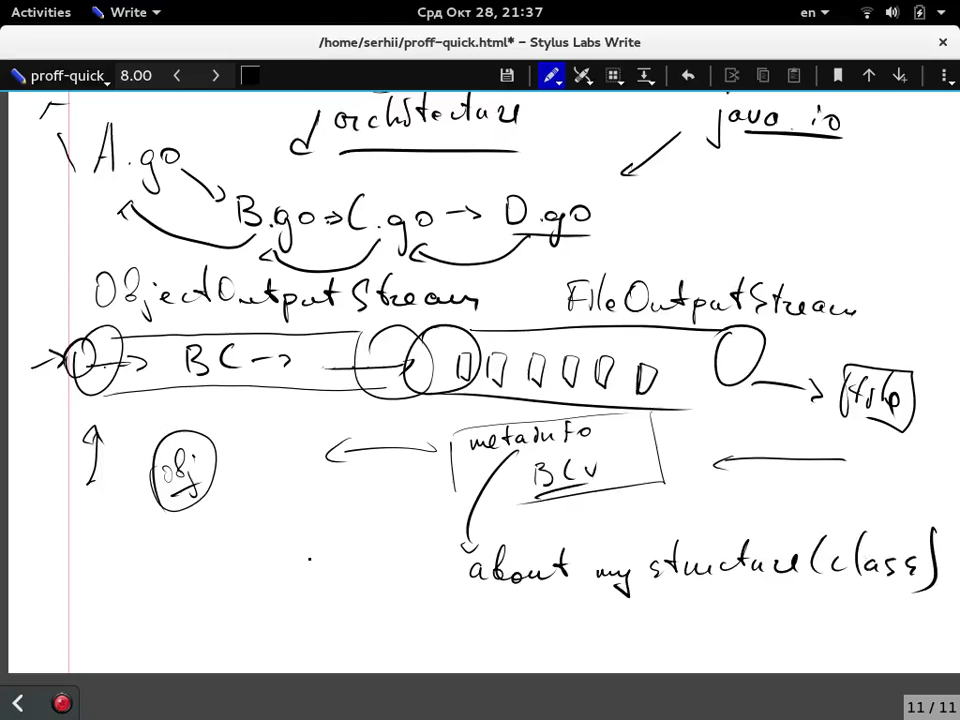 Activities Write Срд Окт 28, 21:37 en
/home/serhii/proff-quick.html* – Stylus Labs Write
proff-quick 8.00
architecture
java.io
A.go
B.go => C.go -> D.go
ObjectOutputStream FileOutputStream
BC
metainfo
obj
BCV
about my structure (class)
11 / 11